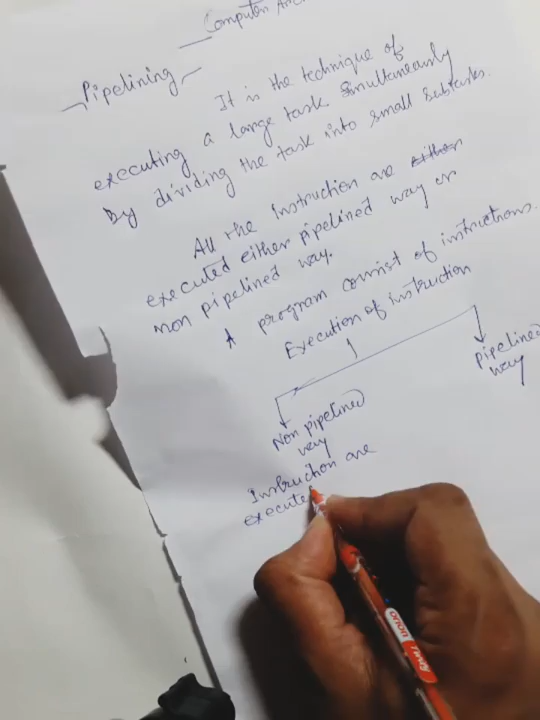 Computer
Pipelining
It is the technique of
executing a large task simultaneously
by dividing the task into small subtasks.
All the instruction are either
executed either pipelined way or
non pipelined way.
A program consist of instructions.
Execution of instruction
Pipelined
way
Non pipelined
way
Instruction are
execute